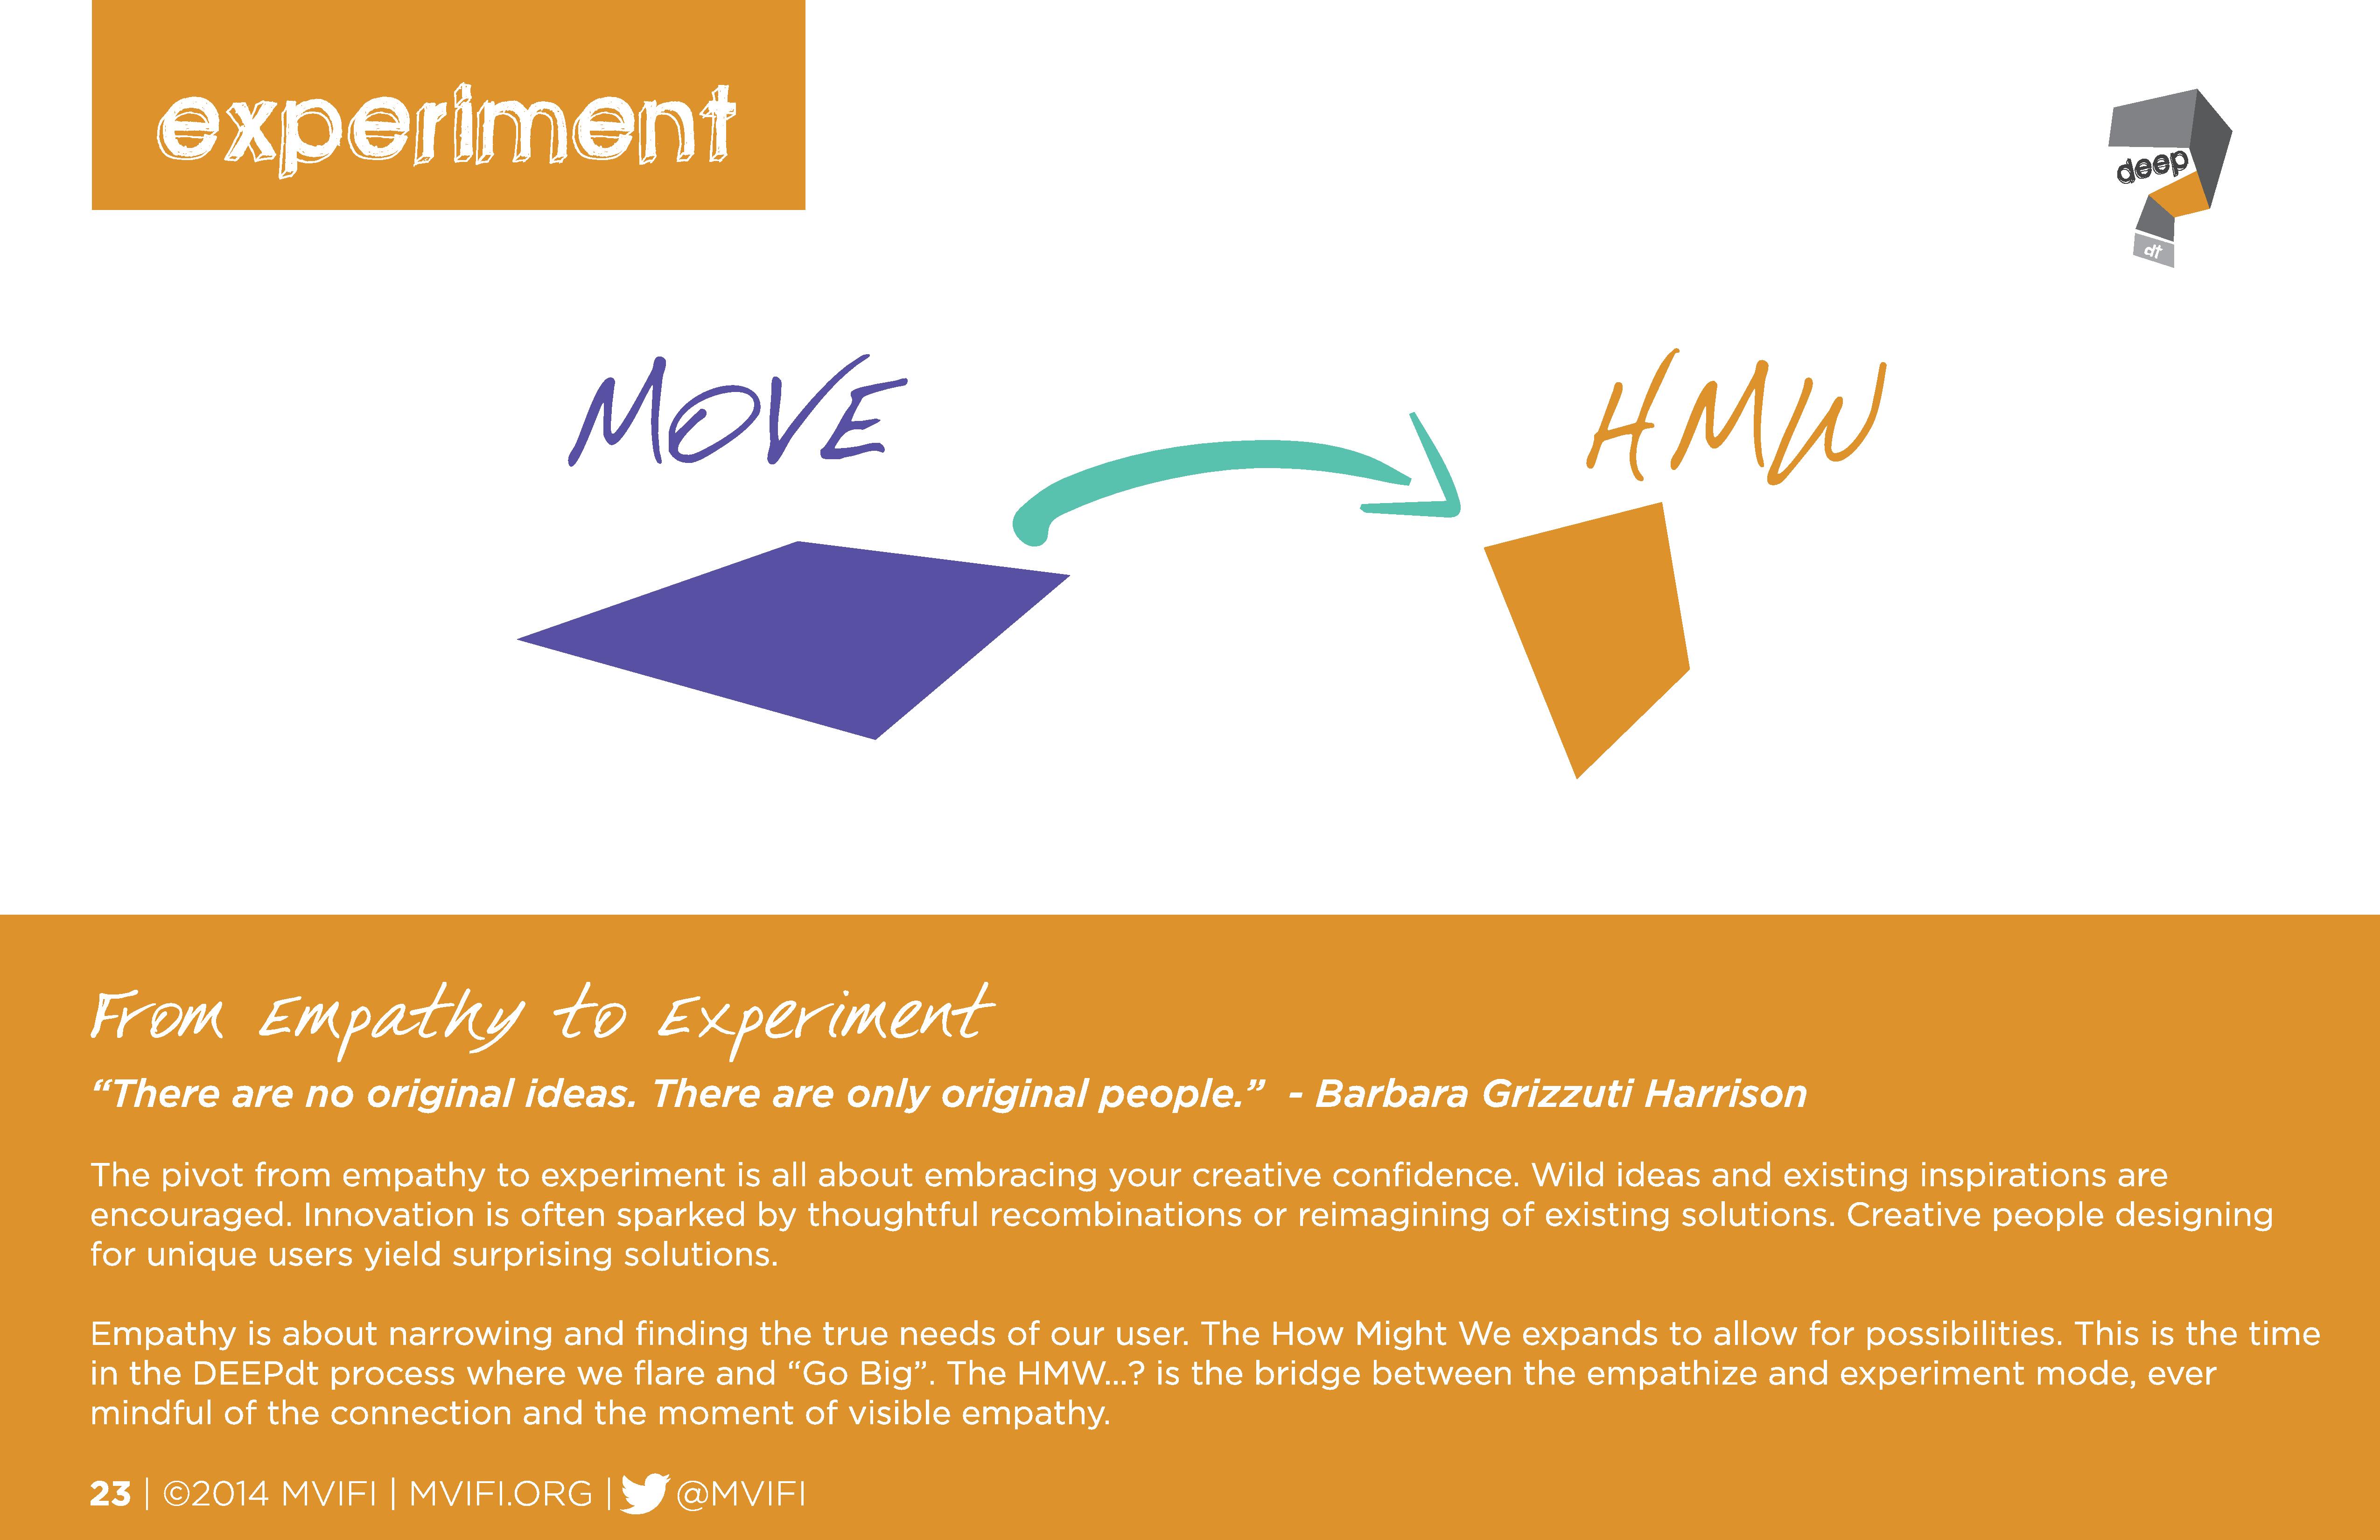 experiment
deep
dt
MOVE
HMW
From Empathy to Experiment
“There are no original ideas. There are only original people.” - Barbara Grizzuti Harrison
The pivot from empathy to experiment is all about embracing your creative confidence. Wild ideas and existing inspirations are
encouraged. Innovation is often sparked by thoughtful recombinations or reimagining of existing solutions. Creative people designing
for unique users yield surprising solutions.
Empathy is about narrowing and finding the true needs of our user. The How Might We expands to allow for possibilities. This is the time
in the DEEPdt process where we flare and “Go Big”. The HMW...? is the bridge between the empathize and experiment mode, ever
mindful of the connection and the moment of visible empathy.
23 | ©2014 MVIFI | MVIFI.ORG | @MVIFI